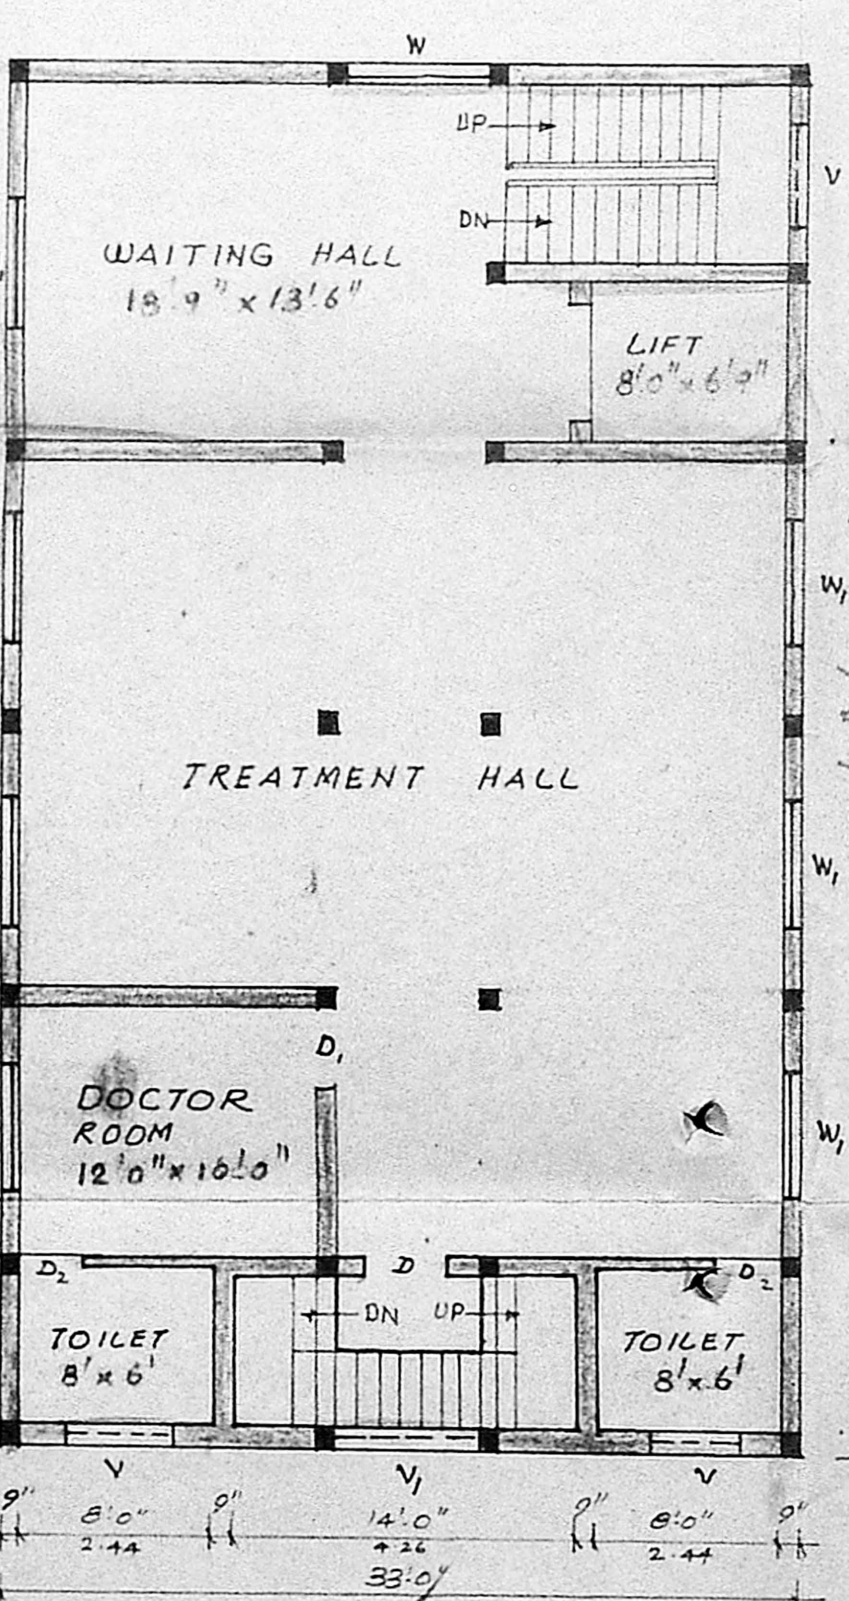 W
UP
V
DN
WAITING HALL
18'9" x 13'6"
LIFT
8'0" x 6'9"
W1
TREATMENT HALL
W1
D1
DOCTOR
ROOM
12'0" x 10'0"
W1
D2
D
D2
DN UP
TOILET
8' x 6'
TOILET
8' x 6'
V
V1
V
9" 8'-0" 9" 14'-0" 9" 8'-0" 9"
2.44 4.26 2.44
33'-0"